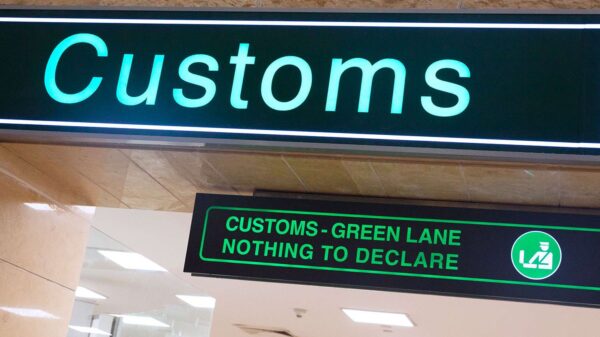 Customs
CUSTOMS - GREEN LANE
NOTHING TO DECLARE